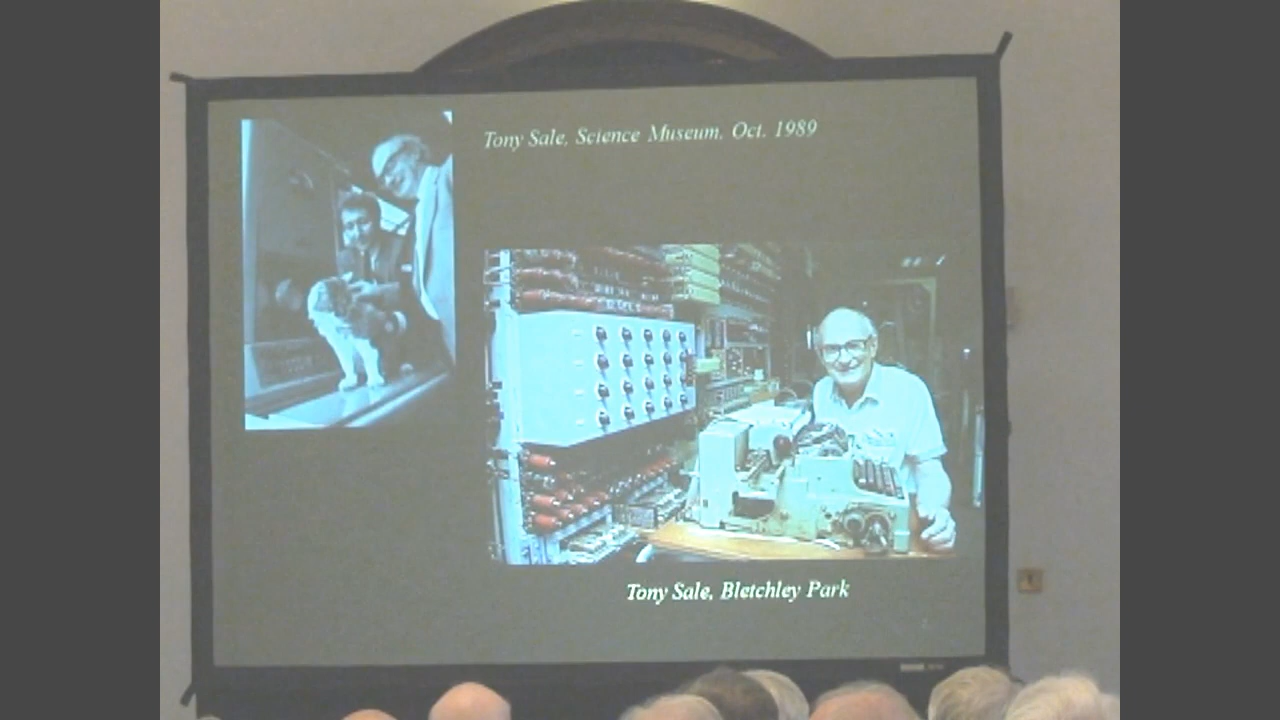 Tony Sale, Science Museum, Oct. 1989
Tony Sale, Bletchley Park